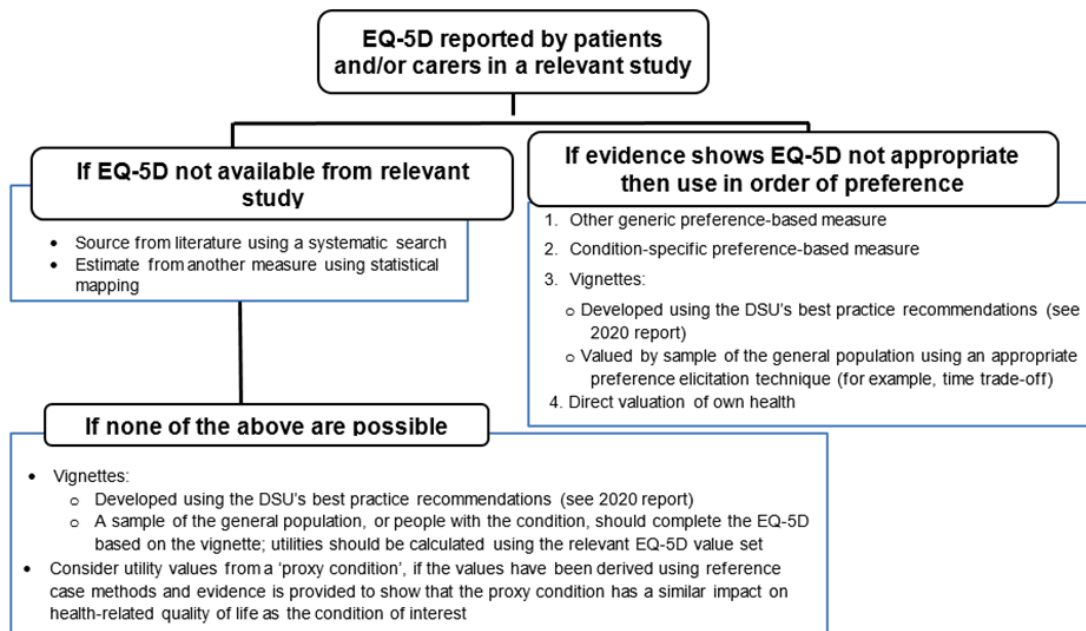 EQ-5D reported by patients
and/or carers in a relevant study
If EQ-5D not available from relevant
study
• Source from literature using a systematic search
• Estimate from another measure using statistical
mapping
If evidence shows EQ-5D not appropriate
then use in order of preference
1. Other generic preference-based measure
2. Condition-specific preference-based measure
3. Vignettes:
o Developed using the DSU's best practice recommendations (see
2020 report)
o Valued by sample of the general population using an appropriate
preference elicitation technique (for example, time trade-off)
4. Direct valuation of own health
If none of the above are possible
• Vignettes:
o Developed using the DSU's best practice recommendations (see 2020 report)
o A sample of the general population, or people with the condition, should complete the EQ-5D
based on the vignette; utilities should be calculated using the relevant EQ-5D value set
• Consider utility values from a ‘proxy condition’, if the values have been derived using reference
case methods and evidence is provided to show that the proxy condition has a similar impact on
health-related quality of life as the condition of interest